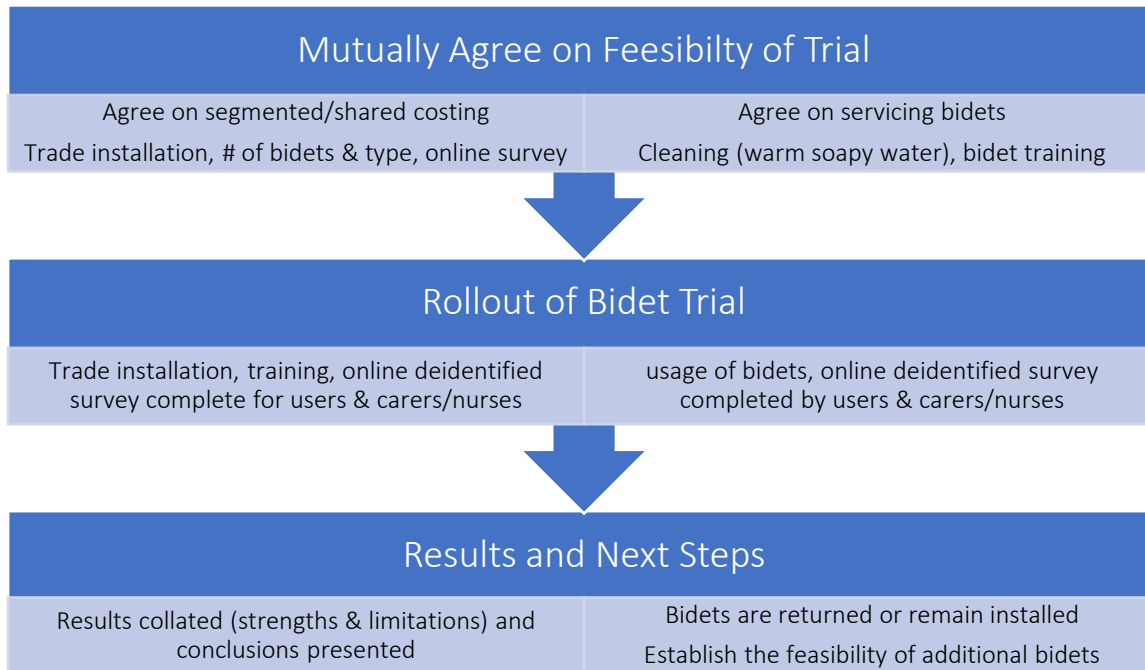 Mutually Agree on Feesibilty of Trial
Agree on segmented/shared costing
Trade installation, # of bidets & type, online survey
Agree on servicing bidets
Cleaning (warm soapy water), bidet training
Rollout of Bidet Trial
Trade installation, training, online deidentified
survey complete for users & carers/nurses
usage of bidets, online deidentified survey
completed by users & carers/nurses
Results and Next Steps
Results collated (strengths & limitations) and
conclusions presented
Bidets are returned or remain installed
Establish the feasibility of additional bidets